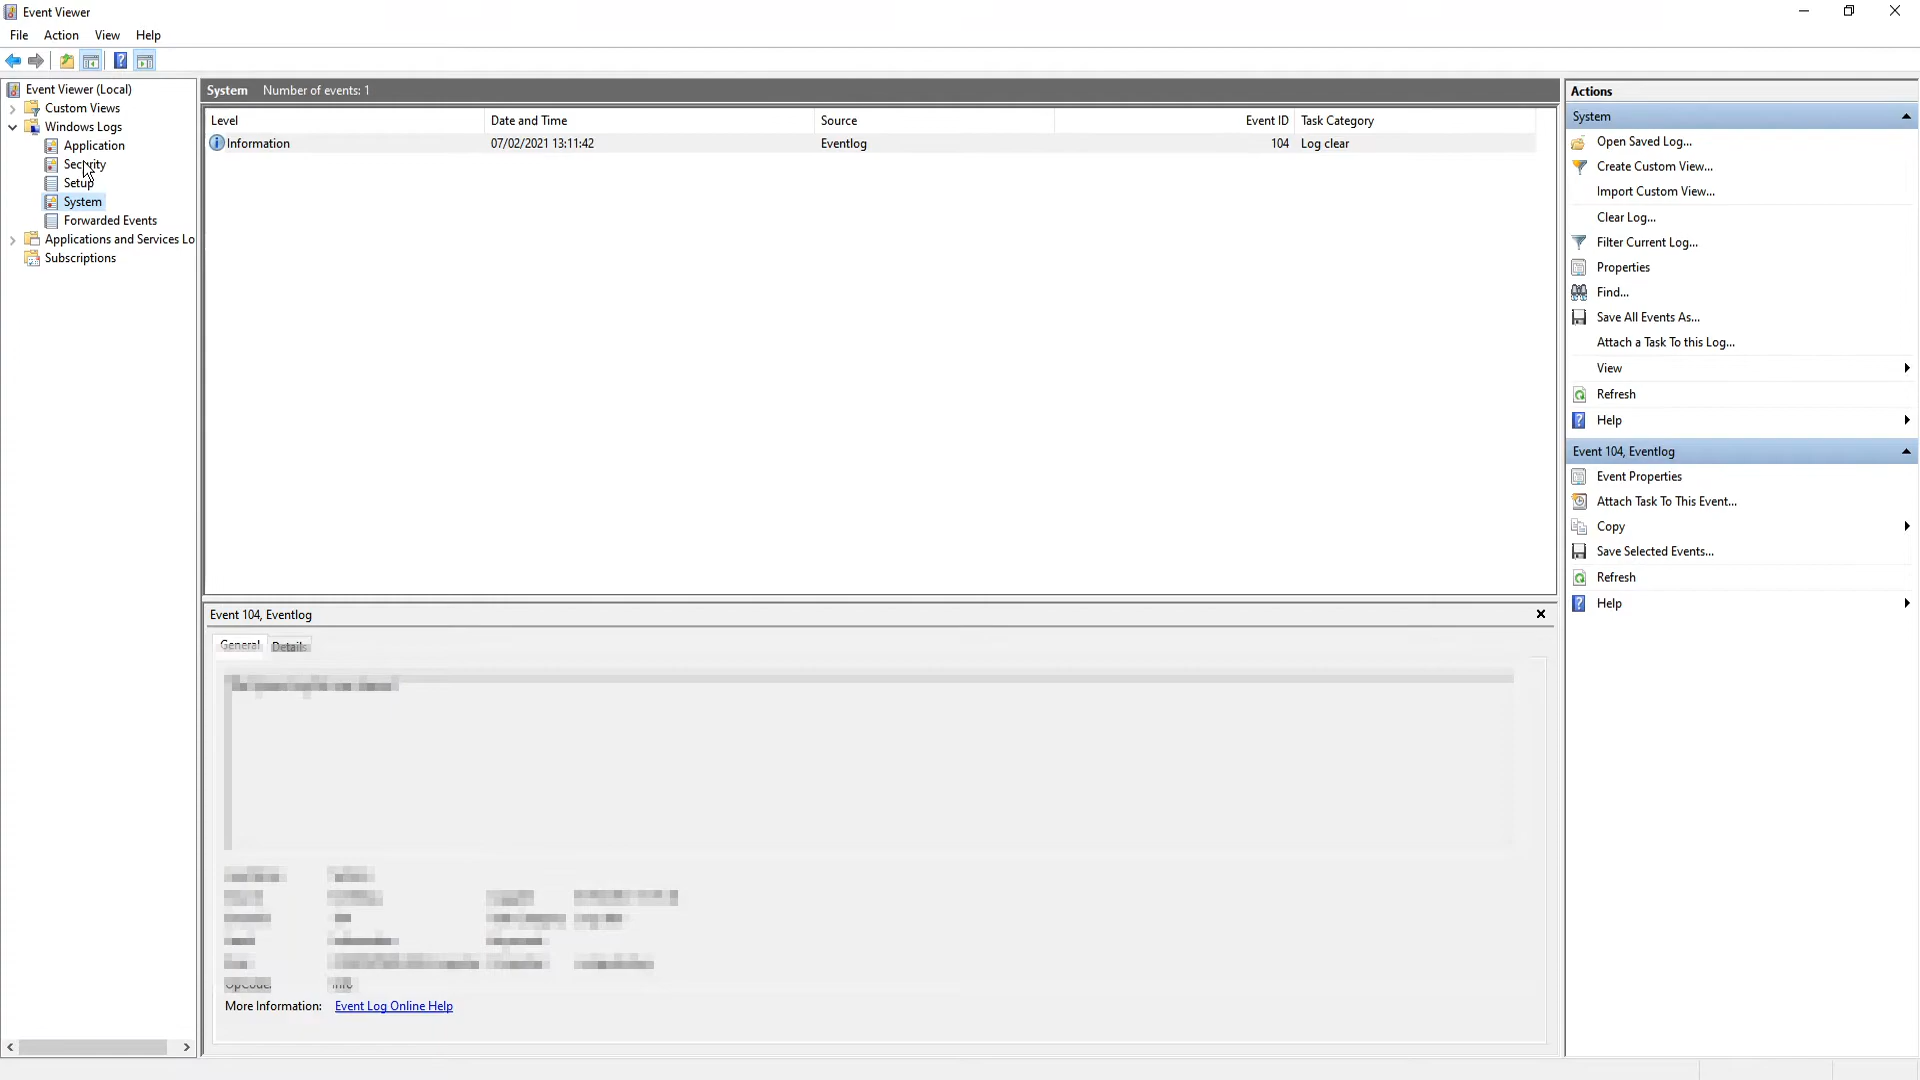 Event Viewer
File Action View Help
Event Viewer (Local)
Custom Views
Windows Logs
Application
Security
Setup
System
Forwarded Events
Applications and Services Lo
Subscriptions
System Number of events: 1
Level Date and Time Source Event ID Task Category
Information 07/02/2021 13:11:42 Eventlog 104 Log clear
Event 104, Eventlog
General Details
More Information: Event Log Online Help
Actions
System
Open Saved Log...
Create Custom View...
Import Custom View...
Clear Log...
Filter Current Log...
Properties
Find...
Save All Events As...
Attach a Task To this Log...
View
Refresh
Help
Event 104, Eventlog
Event Properties
Attach Task To This Event...
Copy
Save Selected Events...
Refresh
Help